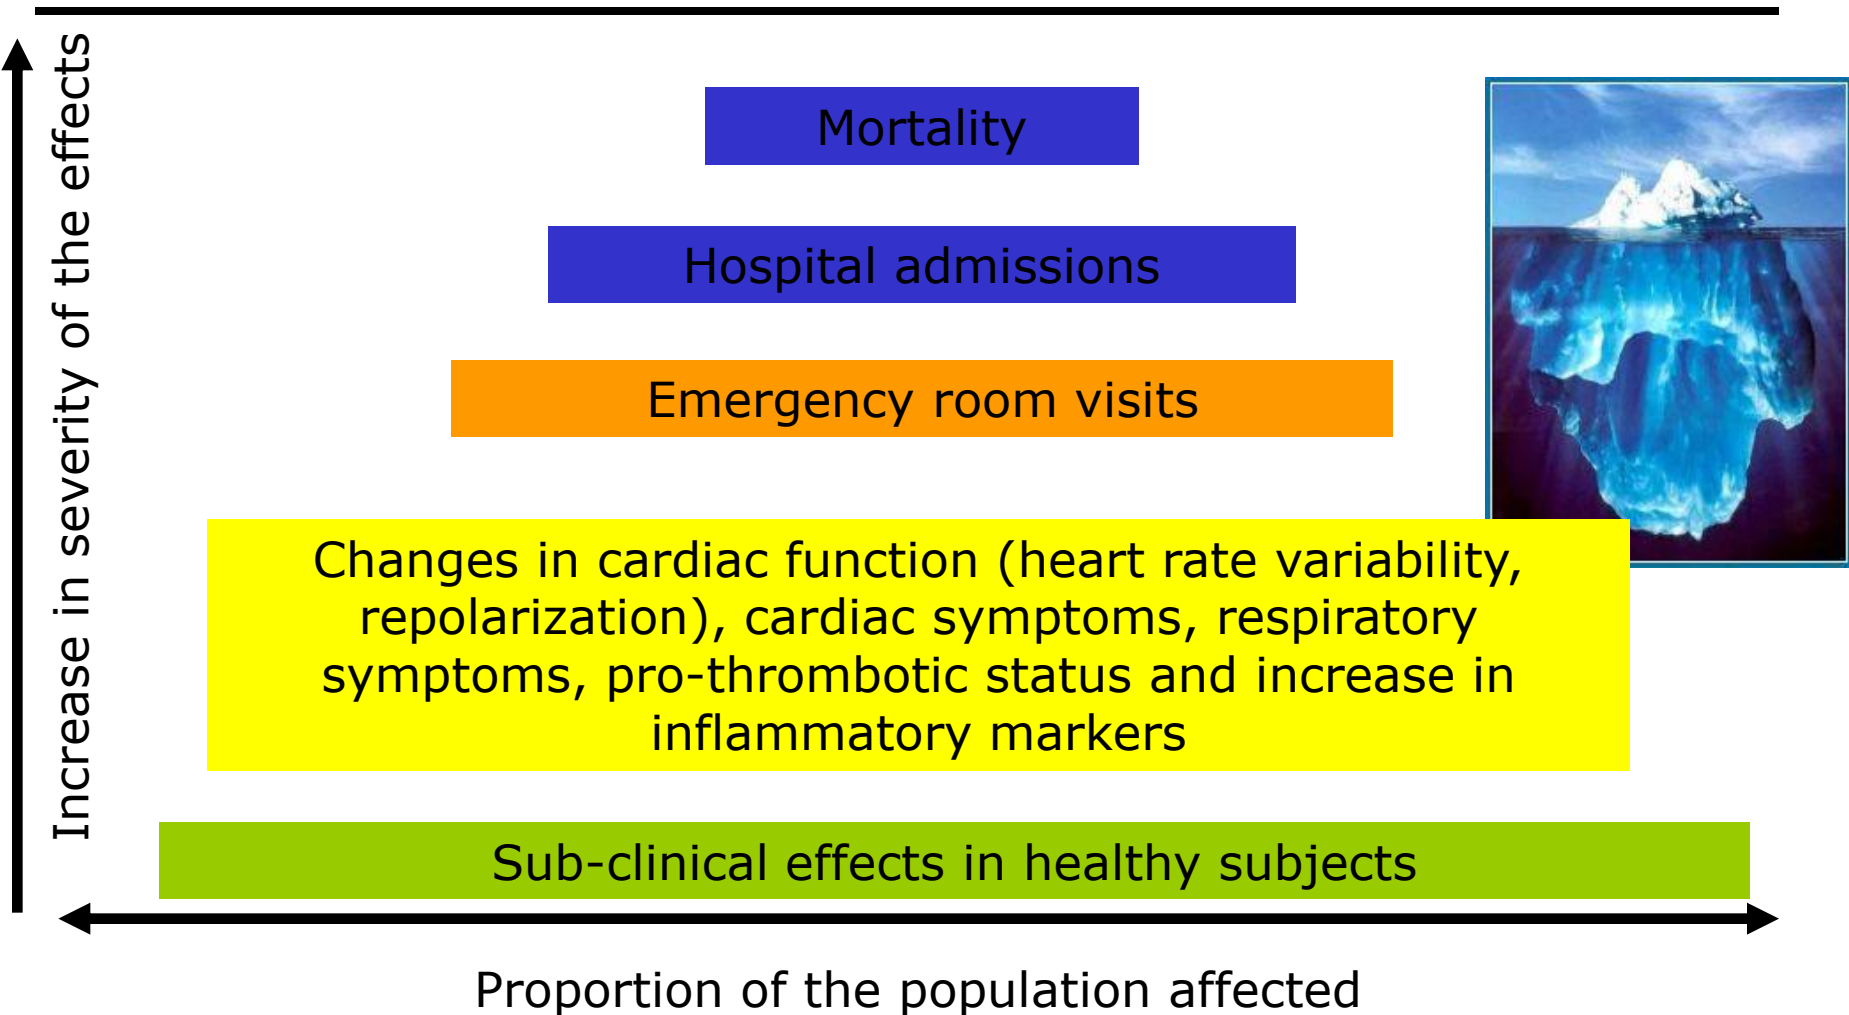 Increase in severity of the effects
Mortality
Hospital admissions
Emergency room visits
Changes in cardiac function (heart rate variability,
repolarization), cardiac symptoms, respiratory
symptoms, pro-thrombotic status and increase in
inflammatory markers
Sub-clinical effects in healthy subjects
Proportion of the population affected